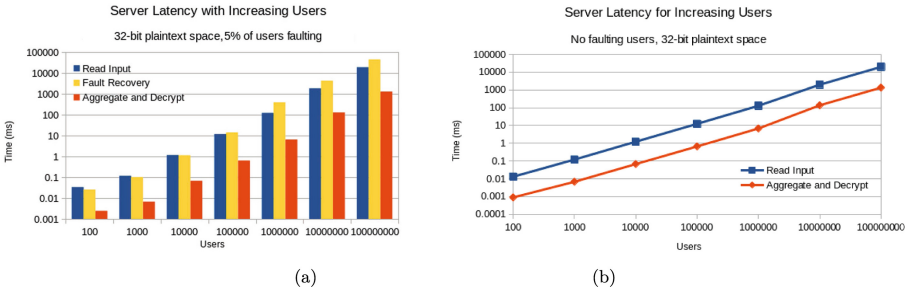 Server Latency with Increasing Users
32-bit plaintext space, 5% of users faulting
100000
10000
1000
100
10
1
0.1
0.01
0.001
Time (ms)
Read Input
Fault Recovery
Aggregate and Decrypt
100 1000 10000 100000 1000000 10000000 100000000
Users
(a)
Server Latency for Increasing Users
No faulting users, 32-bit plaintext space
100000
10000
1000
100
10
1
0.1
0.01
0.001
0.0001
Time (ms)
Read Input
Aggregate and Decrypt
100 1000 10000 100000 1000000 10000000 100000000
Users
(b)